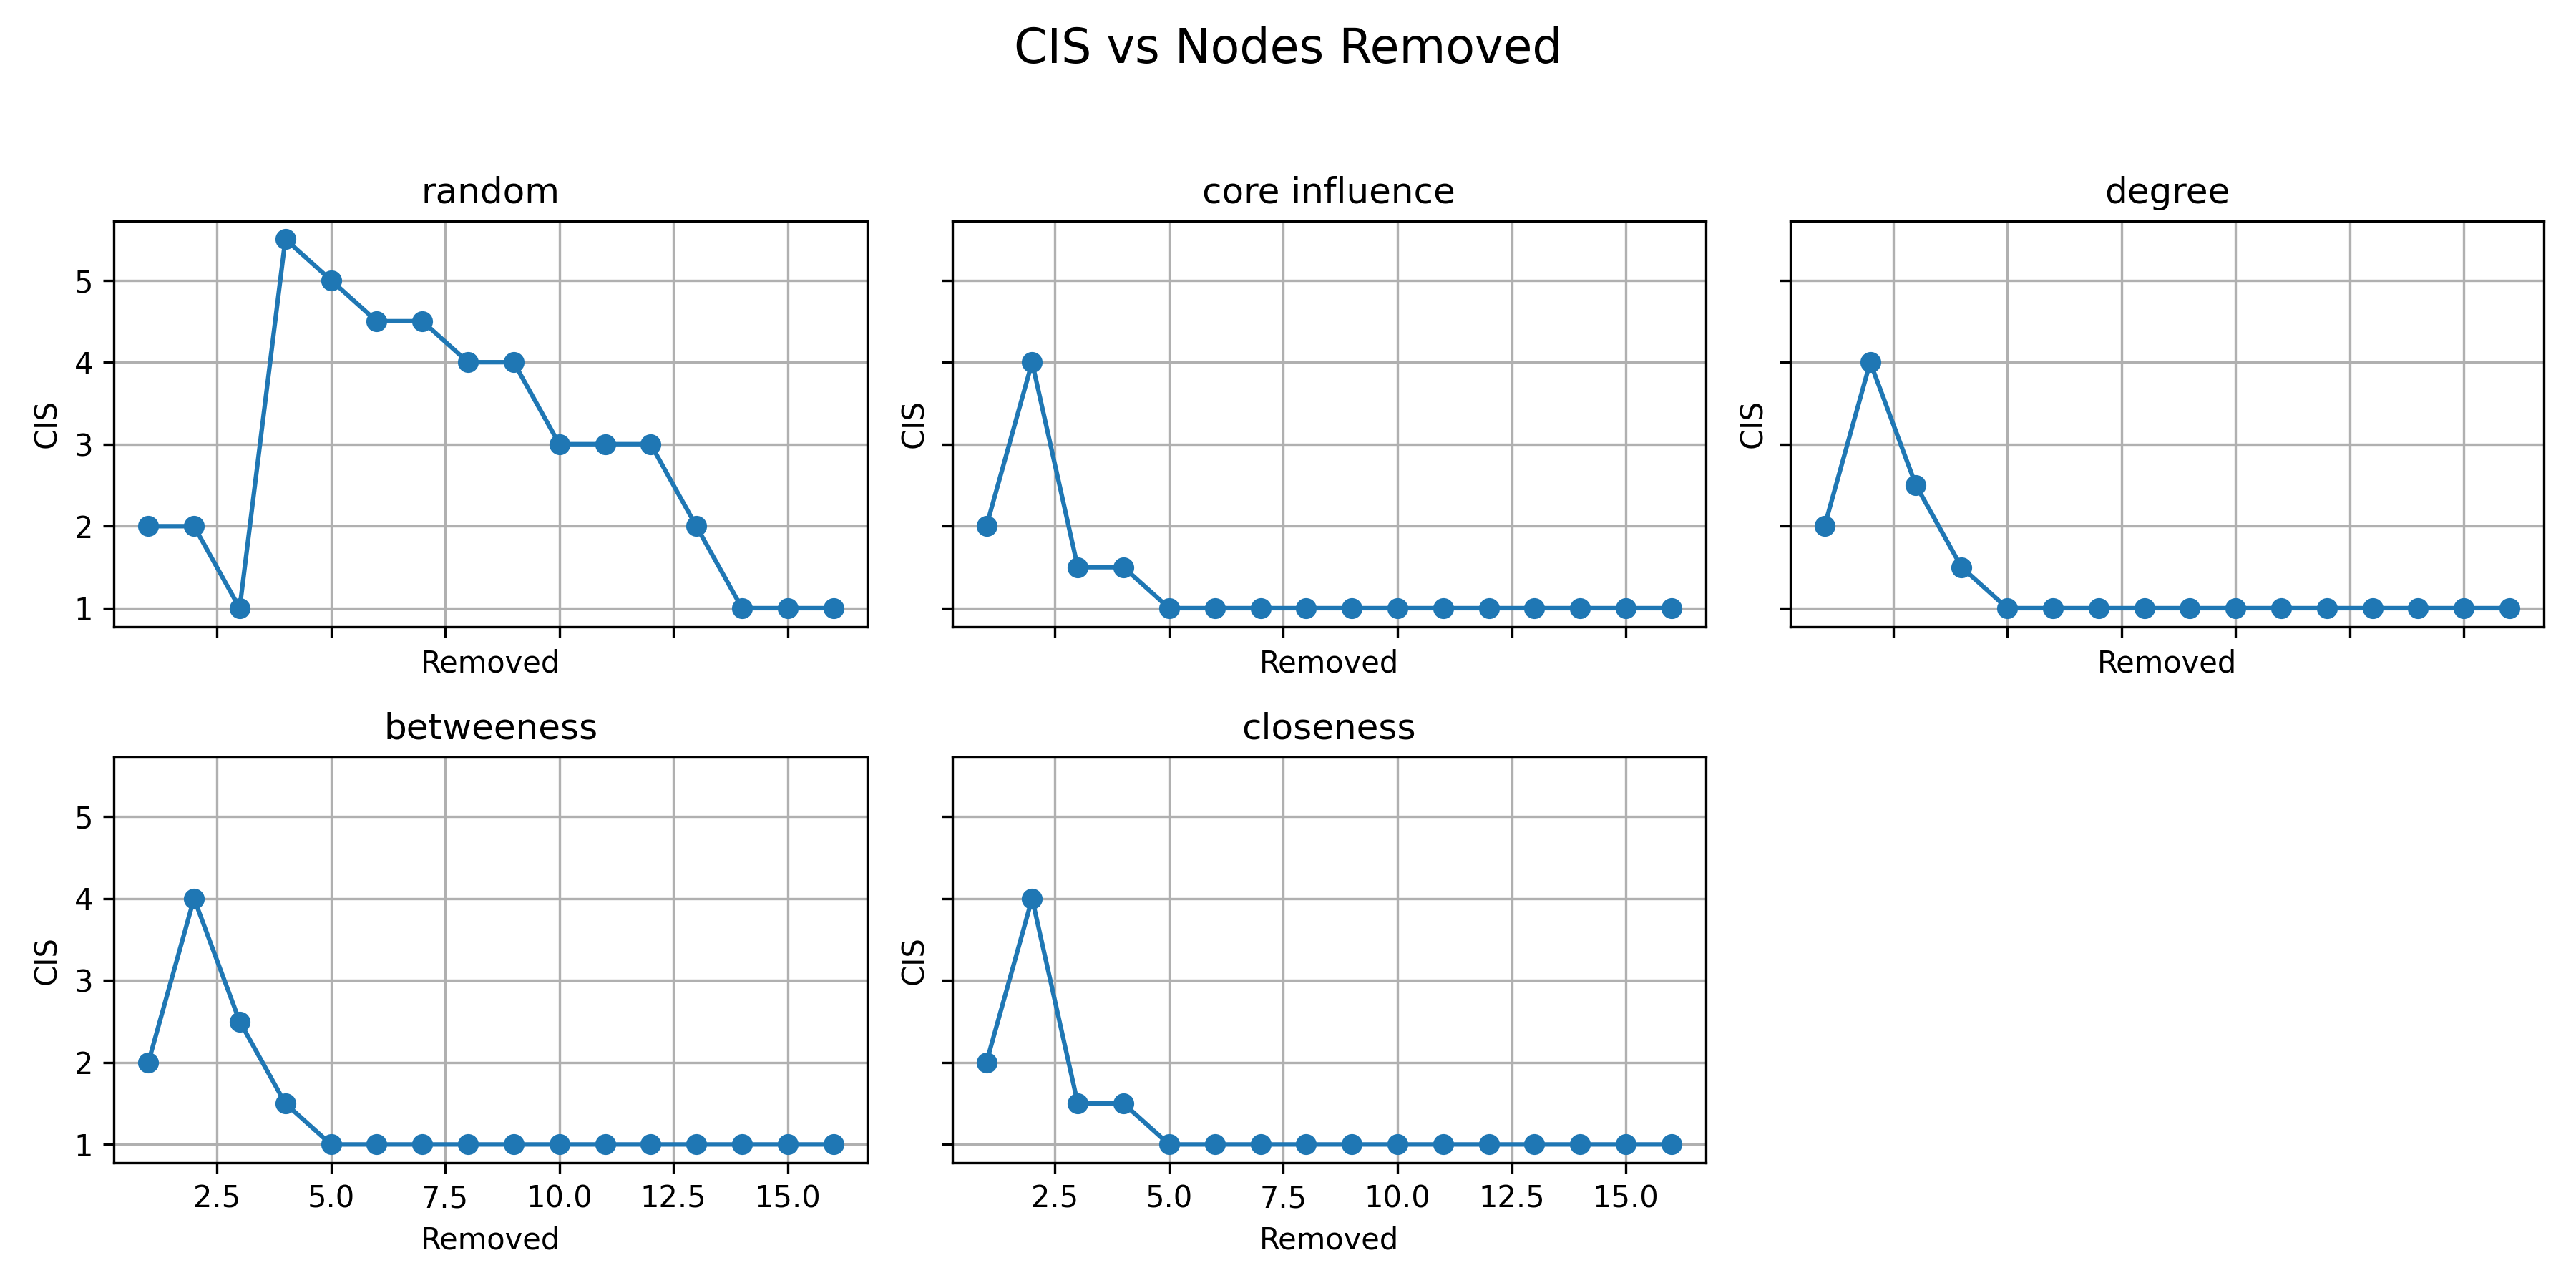 CIS vs Nodes Removed
random
CIS
5
4
3
2
1
Removed
core influence
CIS
Removed
degree
CIS
Removed
betweeness
CIS
5
4
3
2
1
2.5 5.0 7.5 10.0 12.5 15.0
Removed
closeness
CIS
2.5 5.0 7.5 10.0 12.5 15.0
Removed